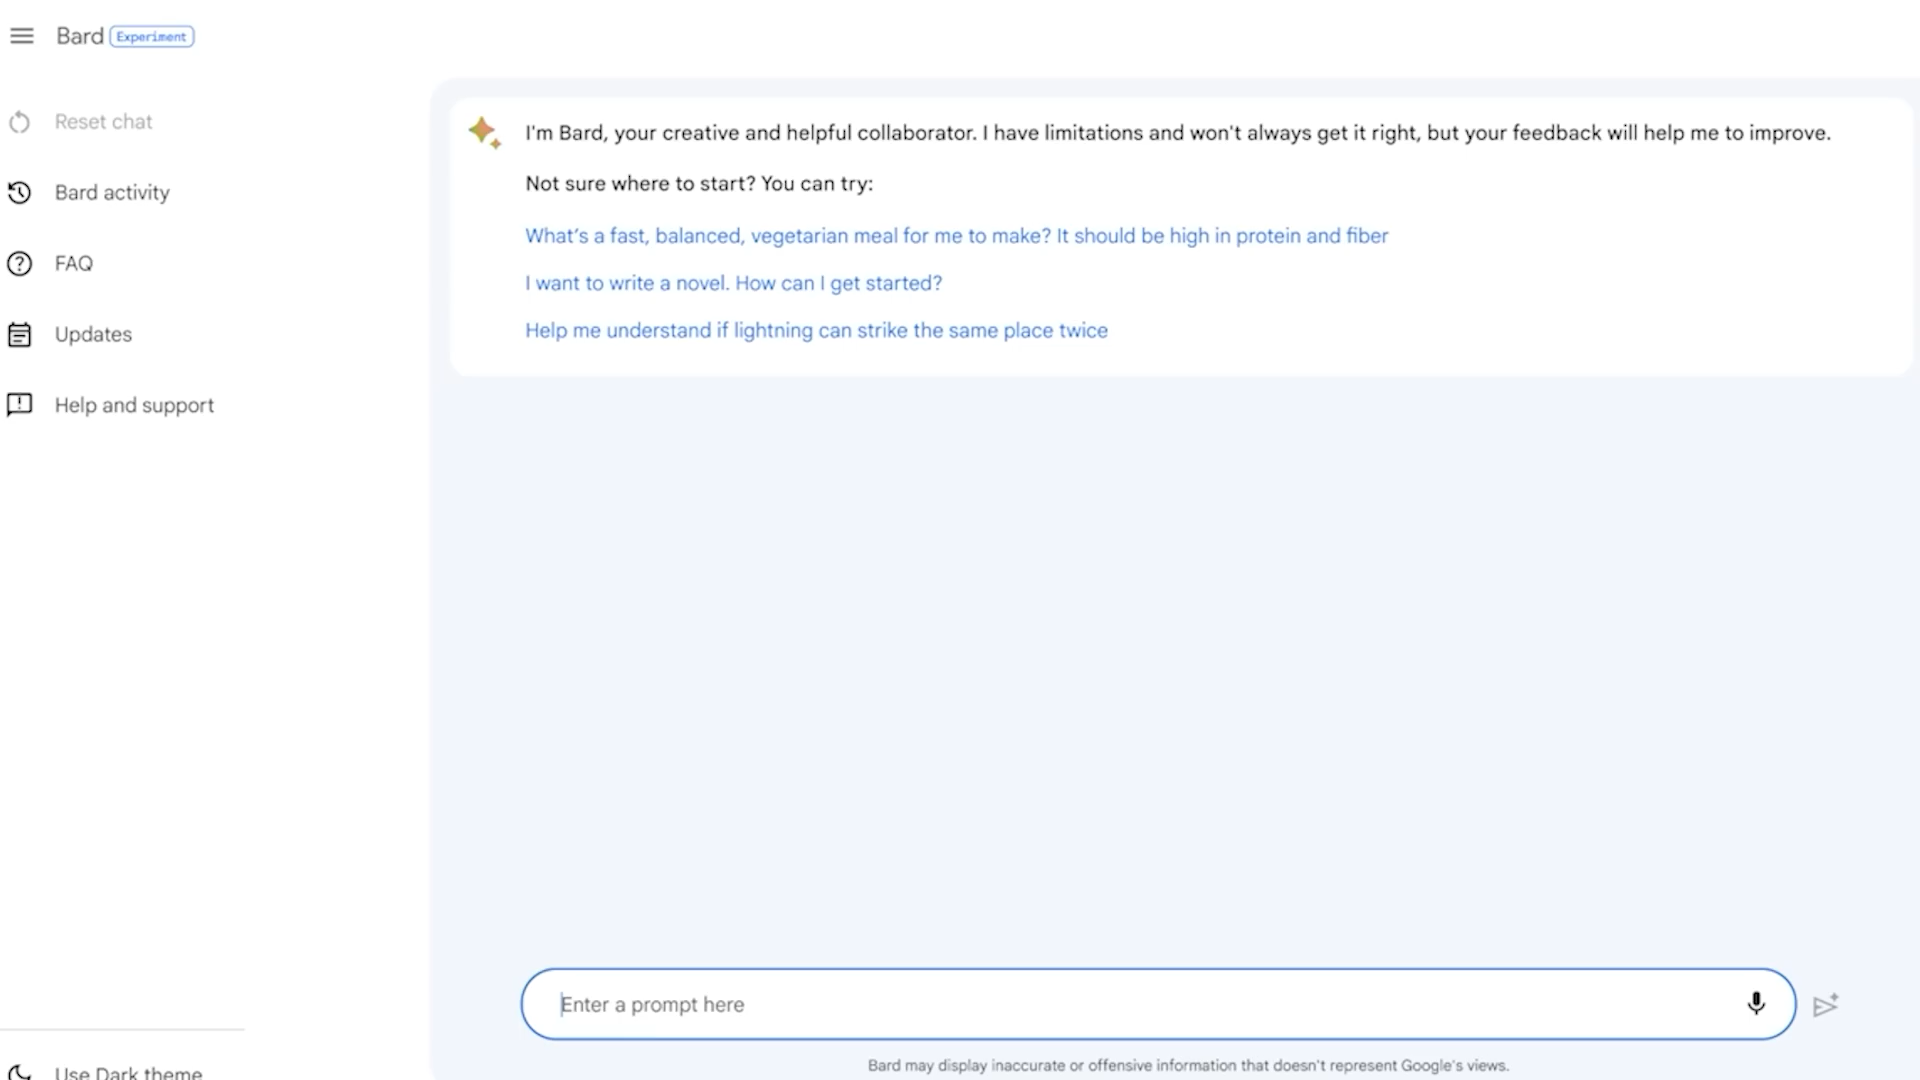 Bard Experiment
Reset chat
Bard activity
FAQ
Updates
Help and support
Use Dark theme
I'm Bard, your creative and helpful collaborator. I have limitations and won't always get it right, but your feedback will help me to improve.
Not sure where to start? You can try:
What’s a fast, balanced, vegetarian meal for me to make? It should be high in protein and fiber
I want to write a novel. How can I get started?
Help me understand if lightning can strike the same place twice
Enter a prompt here
Bard may display inaccurate or offensive information that doesn't represent Google's views.